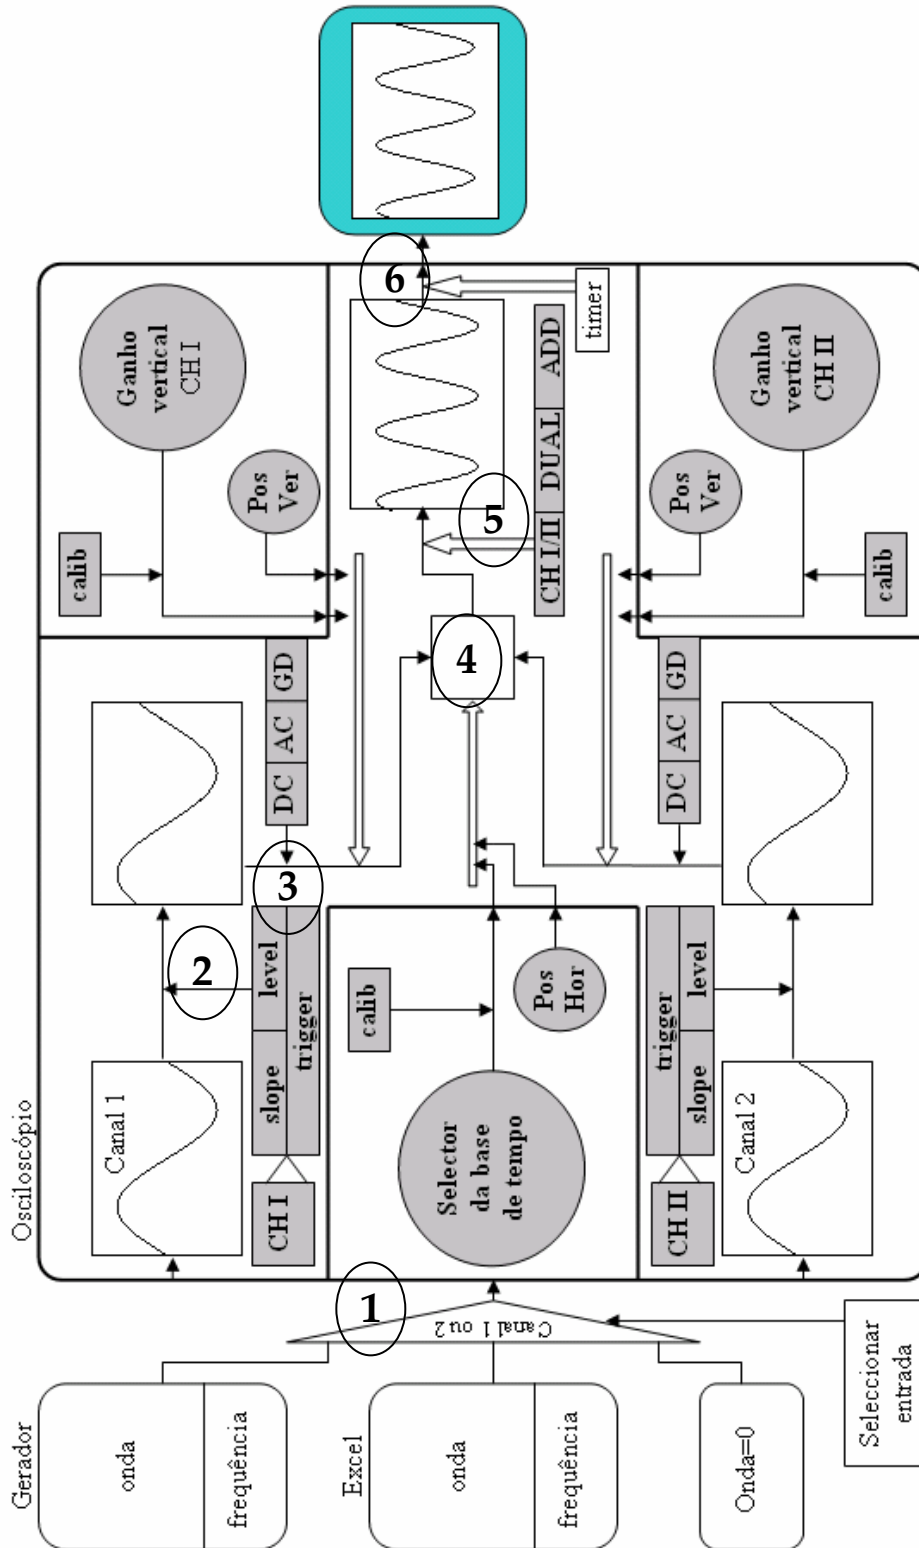 Gerador
onda
frequência
Excel
onda
frequência
Onda=0
Seleccionar
entrada
Canal 1 ou 2
1
Osciloscópio
Canal 1
CH I
slope
level
trigger
2
3
DC
AC
GD
calib
Ganho
vertical
CH I
Pos
Ver
Selector
da base
de tempo
calib
Pos
Hor
4
5
CH I/II
DUAL
ADD
6
timer
Canal 2
CH II
trigger
slope
level
DC
AC
GD
calib
Pos
Ver
Ganho
vertical
CH II